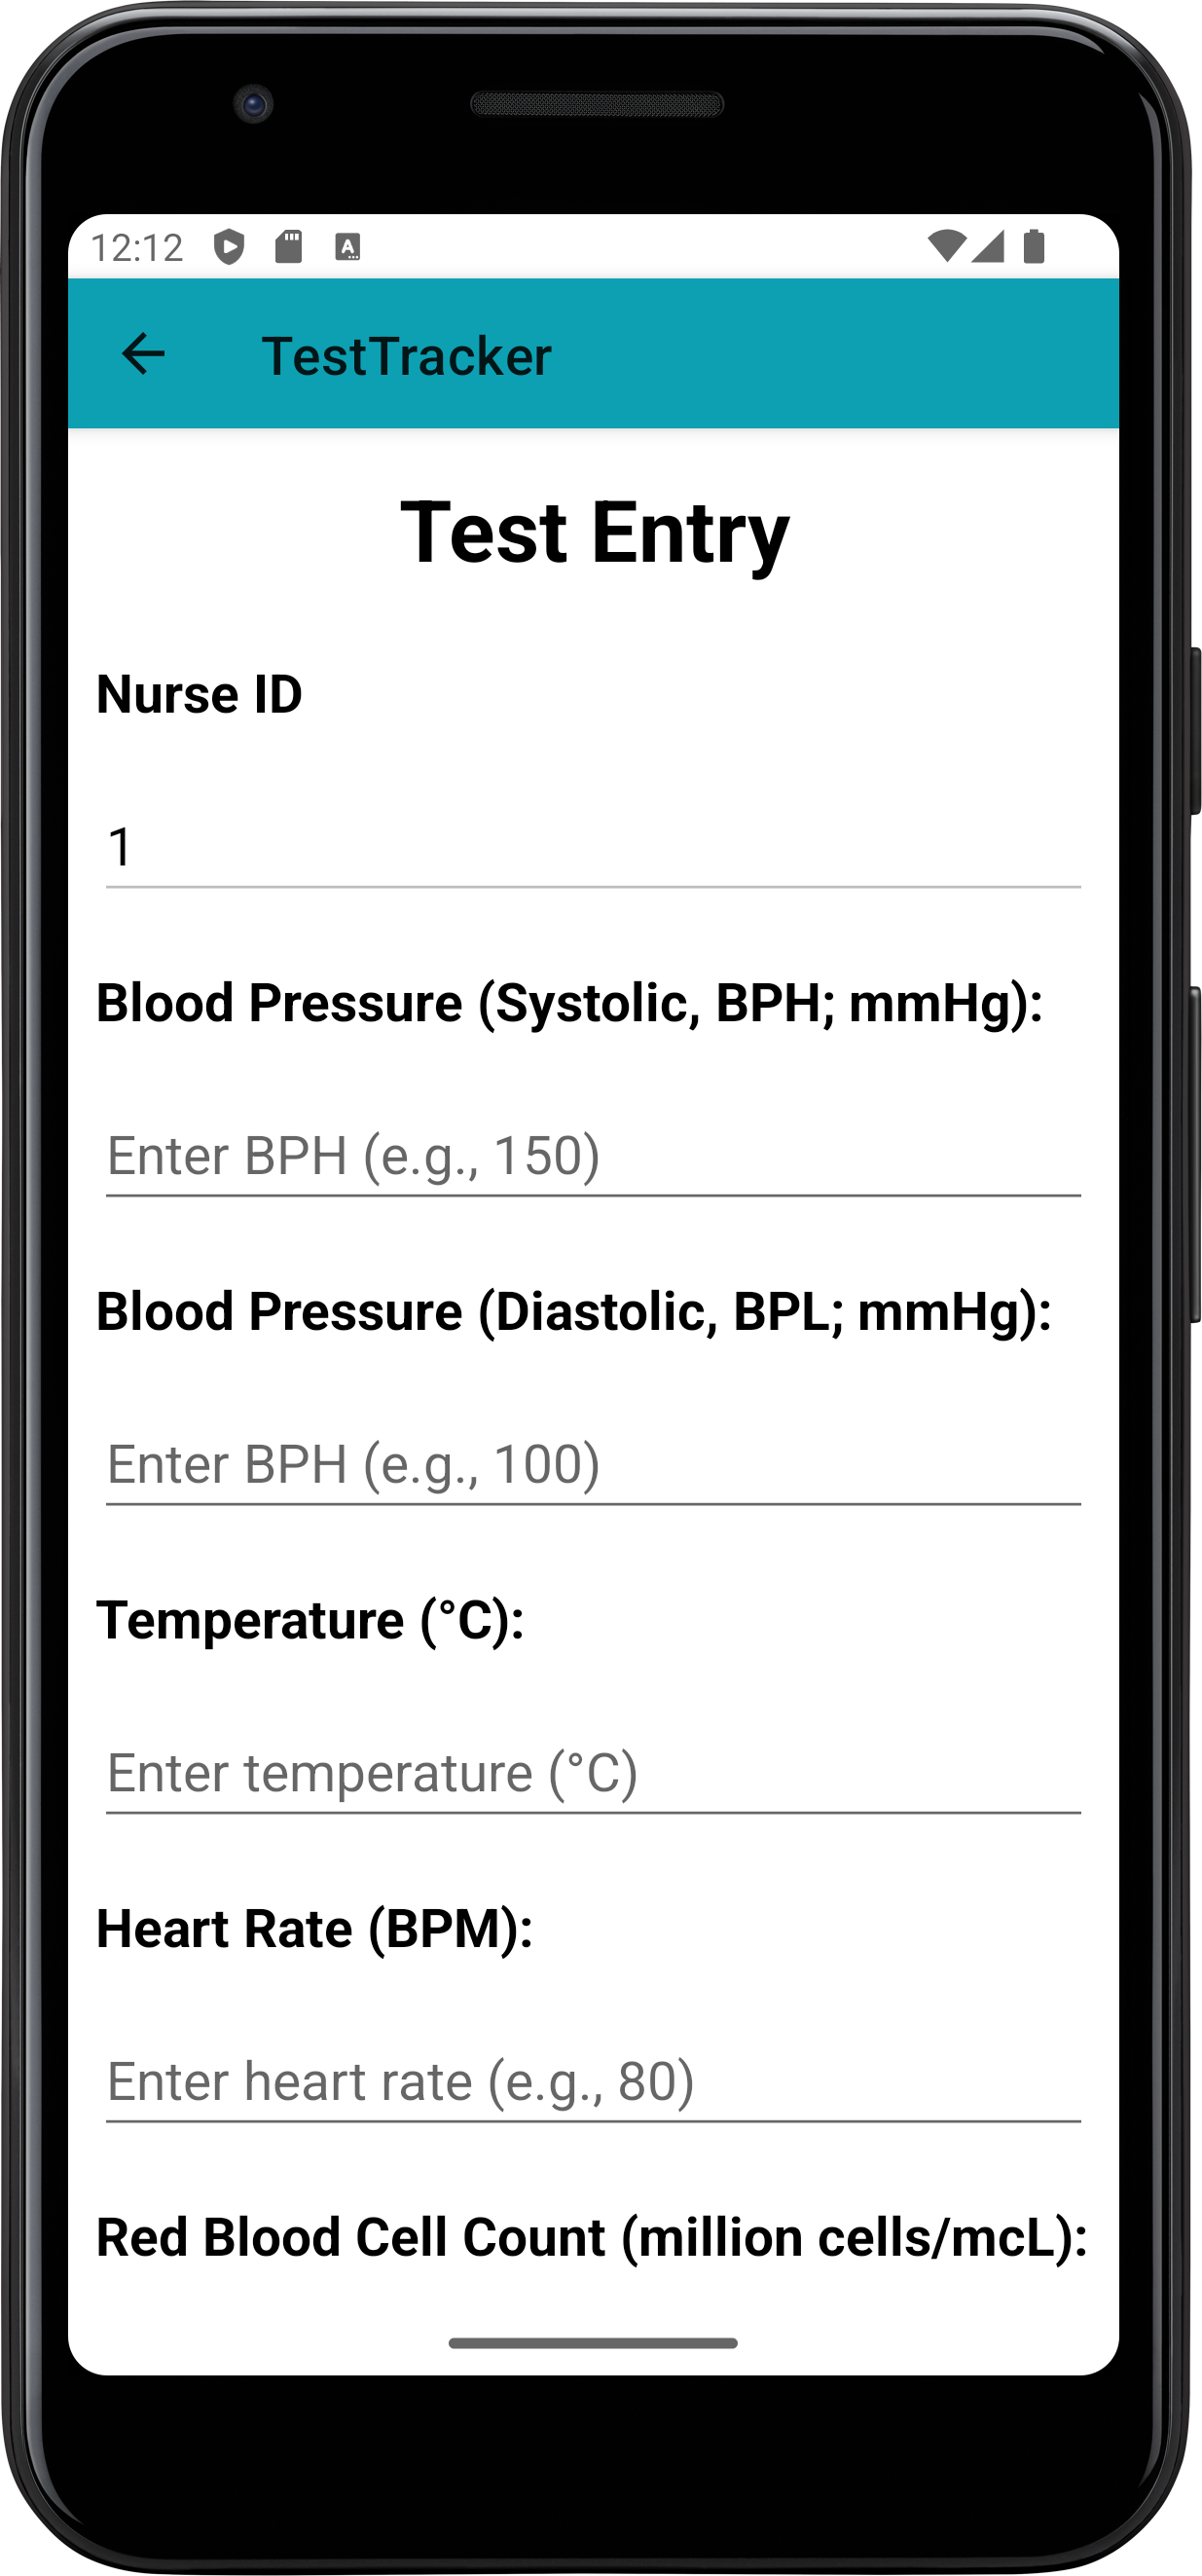 12:12
TestTracker
Test Entry
Nurse ID
1
Blood Pressure (Systolic, BPH; mmHg):
Enter BPH (e.g., 150)
Blood Pressure (Diastolic, BPL; mmHg):
Enter BPH (e.g., 100)
Temperature (°C):
Enter temperature (°C)
Heart Rate (BPM):
Enter heart rate (e.g., 80)
Red Blood Cell Count (million cells/mcL):